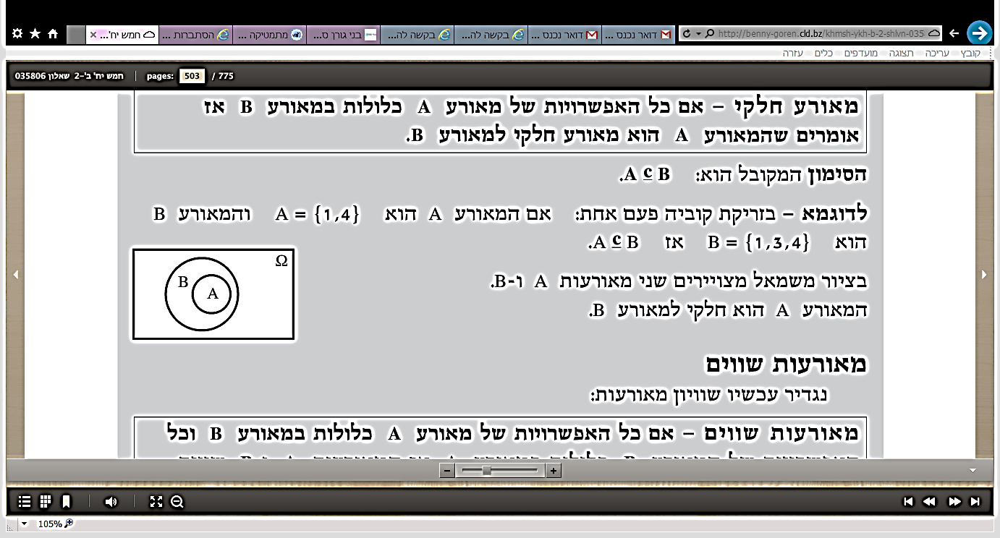 חמש יח'...
הסתברות ...
מתמטיקה ...
בני גורן ס...
בקשה לה...
בקשה לה...
דואר נכנס ...
דואר נכנס ...
http://benny-goren.cld.bz/khmsh-ykh-b-2-shlvn-035
קובץ עריכה תצוגה מועדפים כלים עזרה
חמש יח' ב'-2 שאלון 035806 | pages: 503 / 775
מאורע חלקי – אם כל האפשרויות של מאורע A כלולות במאורע B אז
אומרים שהמאורע A הוא מאורע חלקי למאורע B.
הסימון המקובל הוא: A ⊆ B.
לדוגמא – בזריקת קוביה פעם אחת: אם המאורע A הוא A = {1,4} והמאורע B
הוא B = {1,3,4} אז A ⊆ B.
Ω
B
A
בציור משמאל מצויירים שני מאורעות A ו-B.
המאורע A הוא חלקי למאורע B.
מאורעות שווים
נגדיר עכשיו שוויון מאורעות:
מאורעות שווים – אם כל האפשרויות של מאורע A כלולות במאורע B וכל
105%